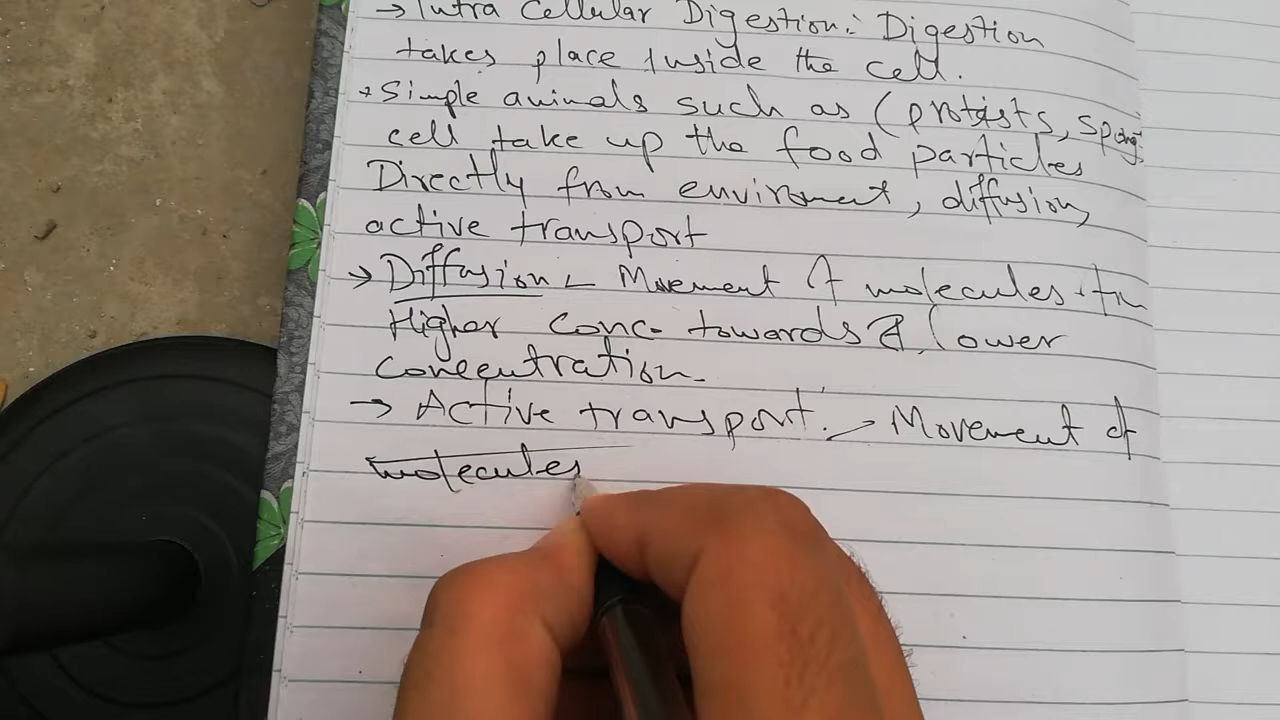 → Intra Cellular Digestion: Digestion
takes place Inside the cell.
→ Simple animals such as (protists, Spong
cell take up the food particles
Directly from enviroment, diffusion,
active transport
→ Diffusion - Movement of molecules
Higher conc. towards lower
concentration.
→ Active transport. - Movement of
molecules